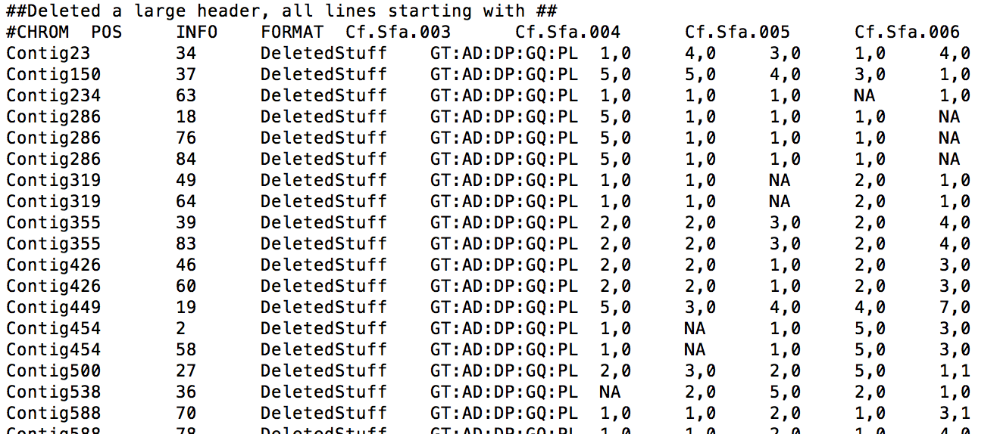 ##Deleted a large header, all lines starting with ##
#CHROM POS INFO FORMAT Cf.Sfa.003 Cf.Sfa.004 Cf.Sfa.005 Cf.Sfa.006
Contig23 34 DeletedStuff GT:AD:DP:GQ:PL 1,0 4,0 3,0 1,0 4,0
Contig150 37 DeletedStuff GT:AD:DP:GQ:PL 5,0 5,0 4,0 3,0 1,0
Contig234 63 DeletedStuff GT:AD:DP:GQ:PL 1,0 1,0 1,0 NA 1,0
Contig286 18 DeletedStuff GT:AD:DP:GQ:PL 5,0 1,0 1,0 1,0 NA
Contig286 76 DeletedStuff GT:AD:DP:GQ:PL 5,0 1,0 1,0 1,0 NA
Contig286 84 DeletedStuff GT:AD:DP:GQ:PL 5,0 1,0 1,0 1,0 NA
Contig319 49 DeletedStuff GT:AD:DP:GQ:PL 1,0 1,0 NA 2,0 1,0
Contig319 64 DeletedStuff GT:AD:DP:GQ:PL 1,0 1,0 NA 2,0 1,0
Contig355 39 DeletedStuff GT:AD:DP:GQ:PL 2,0 2,0 3,0 2,0 4,0
Contig355 83 DeletedStuff GT:AD:DP:GQ:PL 2,0 2,0 3,0 2,0 4,0
Contig426 46 DeletedStuff GT:AD:DP:GQ:PL 2,0 2,0 1,0 2,0 3,0
Contig426 60 DeletedStuff GT:AD:DP:GQ:PL 2,0 2,0 1,0 2,0 3,0
Contig449 19 DeletedStuff GT:AD:DP:GQ:PL 5,0 3,0 4,0 4,0 7,0
Contig454 2 DeletedStuff GT:AD:DP:GQ:PL 1,0 NA 1,0 5,0 3,0
Contig454 58 DeletedStuff GT:AD:DP:GQ:PL 1,0 NA 1,0 5,0 3,0
Contig500 27 DeletedStuff GT:AD:DP:GQ:PL 2,0 3,0 2,0 5,0 1,1
Contig538 36 DeletedStuff GT:AD:DP:GQ:PL NA 2,0 5,0 2,0 1,0
Contig588 70 DeletedStuff GT:AD:DP:GQ:PL 1,0 1,0 2,0 1,0 3,1
Contig588 78 DeletedStuff GT:AD:DP:GQ:PL 1,0 1,0 2,0 1,0 4,0